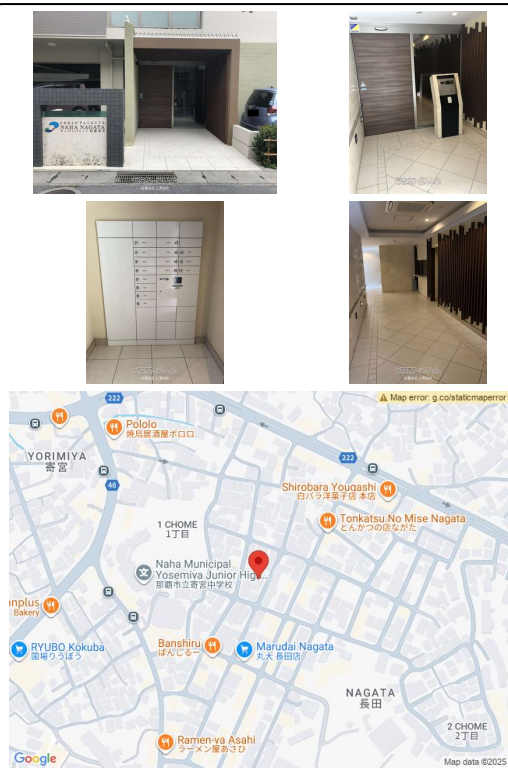 URBAN PALETTE
NAHA NAGATA
222
⚠ Map error: g.co/staticmaperror
Pololo
焼鳥居酒屋ポロロ
YORIMIYA
寄宮
222
46
Shirobara Yougashi
白バラ洋菓子店 本店
1 CHOME
1丁目
Tonkatsu No Mise Nagata
とんかつの店ながた
Naha Municipal
Yosemiya Junior High...
那覇市立寄宮中学校
anplus
Bakery
RYUBO Kokuba
国場りうぼう
Banshiru
ばんじるー
Marudai Nagata
丸大 長田店
NAGATA
長田
2 CHOME
2丁目
Ramen-ya Asahi
ラーメン屋あさひ
Google
Map data ©2025